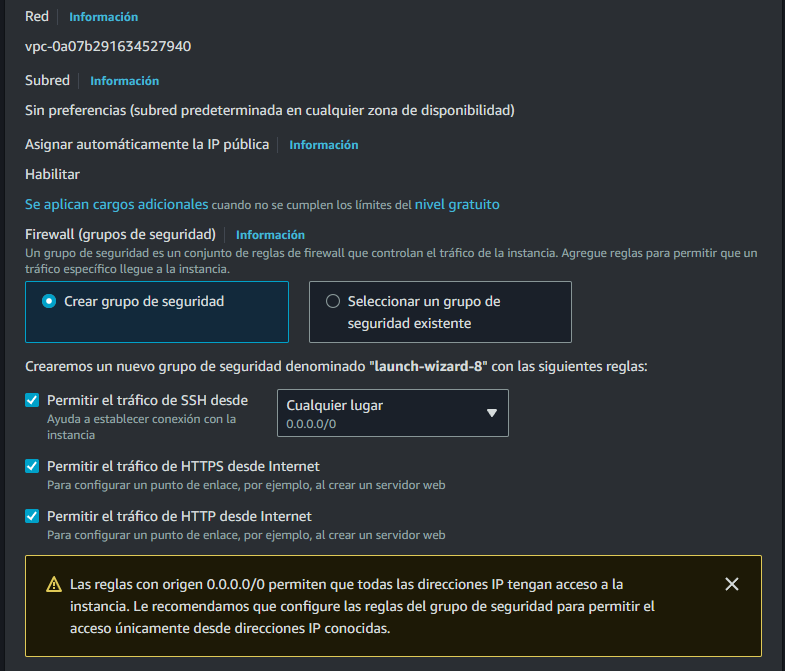 Red Información
vpc-0a07b291634527940
Subred Información
Sin preferencias (subred predeterminada en cualquier zona de disponibilidad)
Asignar automáticamente la IP pública Información
Habilitar
Se aplican cargos adicionales cuando no se cumplen los límites del nivel gratuito
Firewall (grupos de seguridad) Información
Un grupo de seguridad es un conjunto de reglas de firewall que controlan el tráfico de la instancia. Agregue reglas para permitir que un
tráfico específico llegue a la instancia.
Crear grupo de seguridad
Seleccionar un grupo de
seguridad existente
Crearemos un nuevo grupo de seguridad denominado "launch-wizard-8" con las siguientes reglas:
Permitir el tráfico de SSH desde
Ayuda a establecer conexión con la
instancia
Cualquier lugar
0.0.0.0/0
Permitir el tráfico de HTTPS desde Internet
Para configurar un punto de enlace, por ejemplo, al crear un servidor web
Permitir el tráfico de HTTP desde Internet
Para configurar un punto de enlace, por ejemplo, al crear un servidor web
Las reglas con origen 0.0.0.0/0 permiten que todas las direcciones IP tengan acceso a la
instancia. Le recomendamos que configure las reglas del grupo de seguridad para permitir el
acceso únicamente desde direcciones IP conocidas.